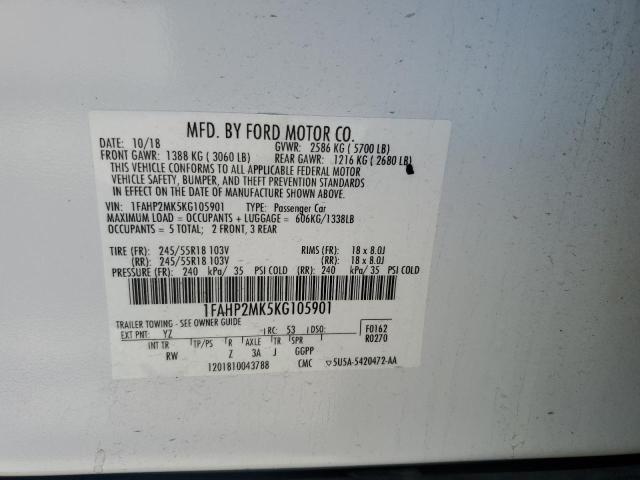 MFD. BY FORD MOTOR CO.
DATE: 10/18 GVWR: 2586 KG ( 5700 LB)
FRONT GAWR: 1388 KG ( 3060 LB) REAR GAWR: 1216 KG ( 2680 LB)
THIS VEHICLE CONFORMS TO ALL APPLICABLE FEDERAL MOTOR
VEHICLE SAFETY, BUMPER, AND THEFT PREVENTION STANDARDS
IN EFFECT ON THE DATE OF MANUFACTURE SHOWN ABOVE.
VIN: 1FAHP2MK5KG105901 TYPE: Passenger Car
MAXIMUM LOAD = OCCUPANTS + LUGGAGE = 606KG/1338LB
OCCUPANTS = 5 TOTAL; 2 FRONT, 3 REAR
TIRE (FR): 245/55R18 103V RIMS (FR): 18 x 8.0J
(RR): 245/55R18 103V (RR): 18 x 8.0J
PRESSURE (FR): 240 kPa/ 35 PSI COLD (RR): 240 kPa/ 35 PSI COLD
1FAHP2MK5KG105901
TRAILER TOWING - SEE OWNER GUIDE
EXT PNT: YZ RC: 53 DSO: F0162
INT TR TP/PS R AXLE TR SPR R0270
RW Z 3A J GGPP
1201810043788 CMC 5U5A-5420472-AA